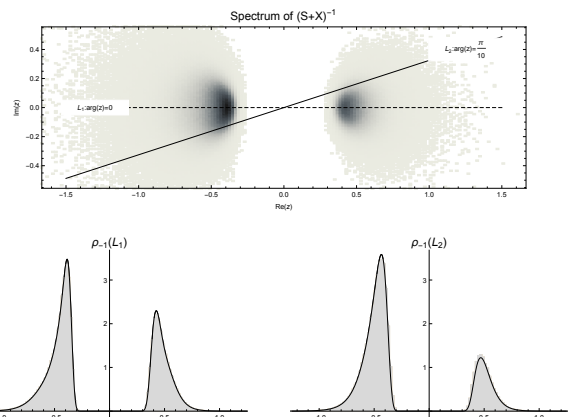 Spectrum of (S+X)⁻¹
0.4
0.2
0.0
−0.2
−0.4
Im(z)
L₁:arg(z)=0
L₂:arg(z)=π/10
−1.5 −1.0 −0.5 0.0 0.5 1.0 1.5
Re(z)
ρ₋₁(L₁)
3
2
1
ρ₋₁(L₂)
3
2
1